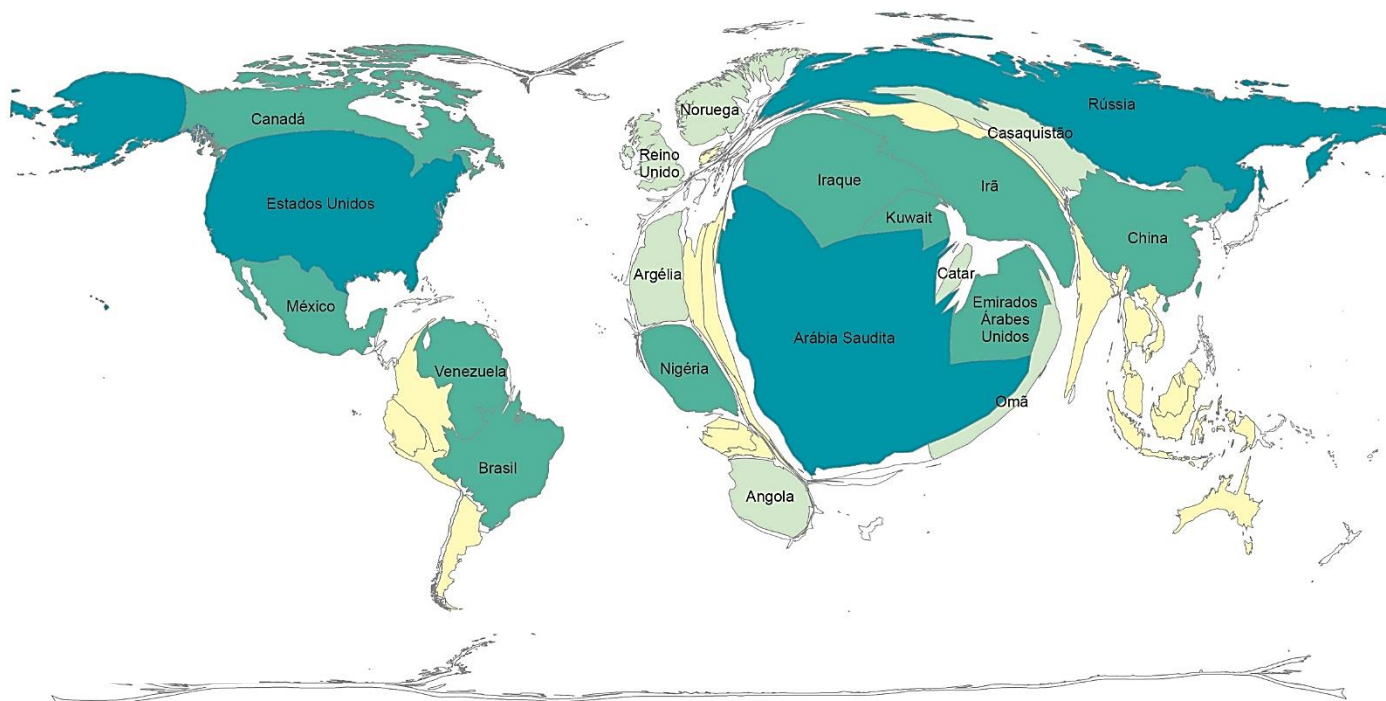 Canadá
Estados Unidos
México
Venezuela
Brasil
Noruega
Reino
Unido
Argélia
Nigéria
Angola
Rússia
Casaquistão
Iraque
Irã
Kuwait
China
Catar
Emirados
Árabes
Unidos
Arábia Saudita
Omã